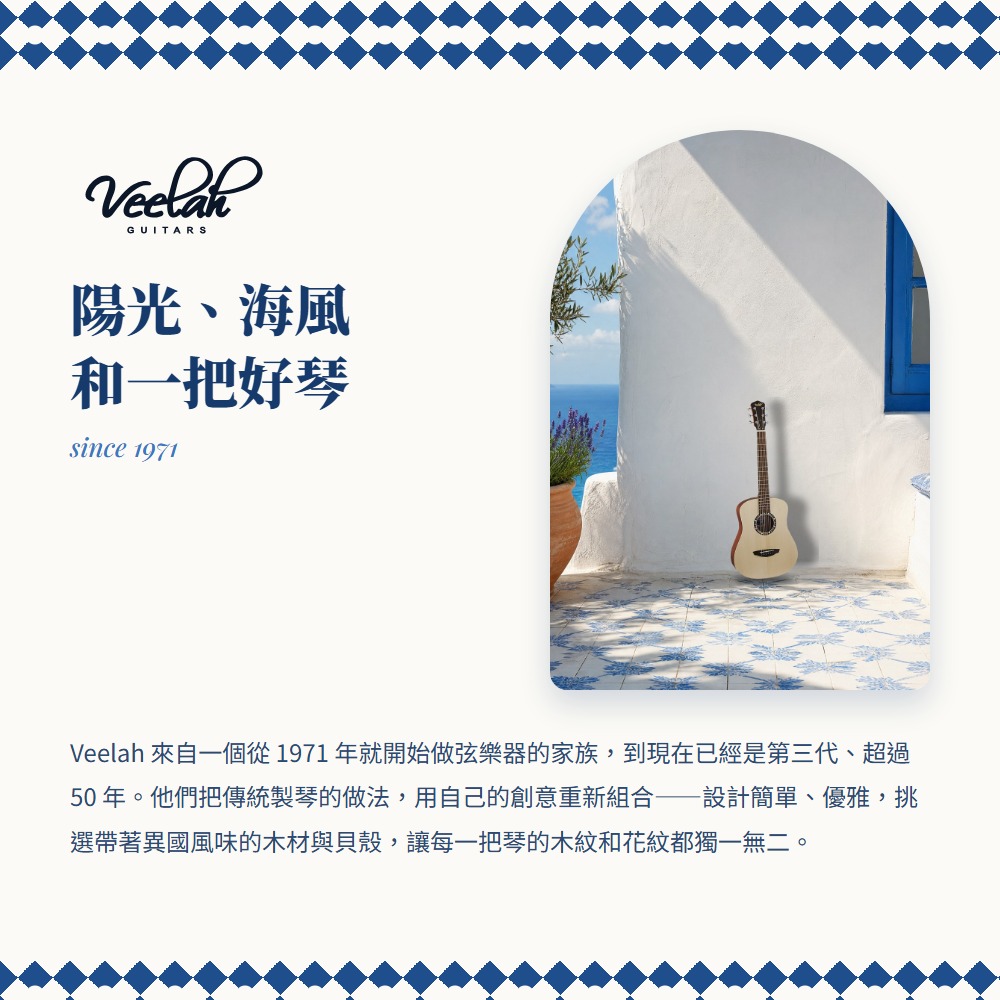 Veelah
GUITARS
陽光、海風
和一把好琴
since 1971
Veelah 來自一個從 1971 年就開始做弦樂器的家族，到現在已經是第三代、超過
50 年。他們把傳統製琴的做法，用自己的創意重新組合——設計簡單、優雅，挑
選帶著異國風味的木材與貝殼，讓每一把琴的木紋和花紋都獨一無二。